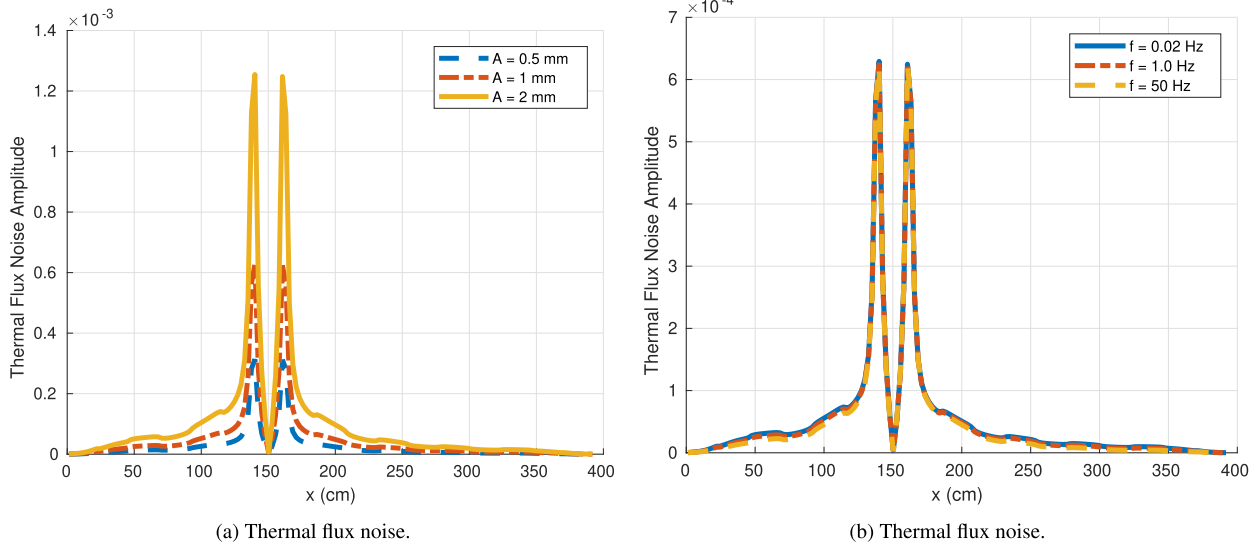 ×10⁻³
1.4
1.2
1
0.8
0.6
0.4
0.2
0
Thermal Flux Noise Amplitude
A = 0.5 mm
A = 1 mm
A = 2 mm
0 50 100 150 200 250 300 350 400
x (cm)
(a) Thermal flux noise.
×10⁻⁴
7
6
5
4
3
2
1
0
Thermal Flux Noise Amplitude
f = 0.02 Hz
f = 1.0 Hz
f = 50 Hz
0 50 100 150 200 250 300 350 400
x (cm)
(b) Thermal flux noise.